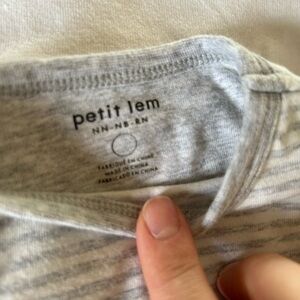 petit lem
NN-NB-RN
FABRIQUÉ EN CHINE
MADE IN CHINA
FABRICADO EN CHINA